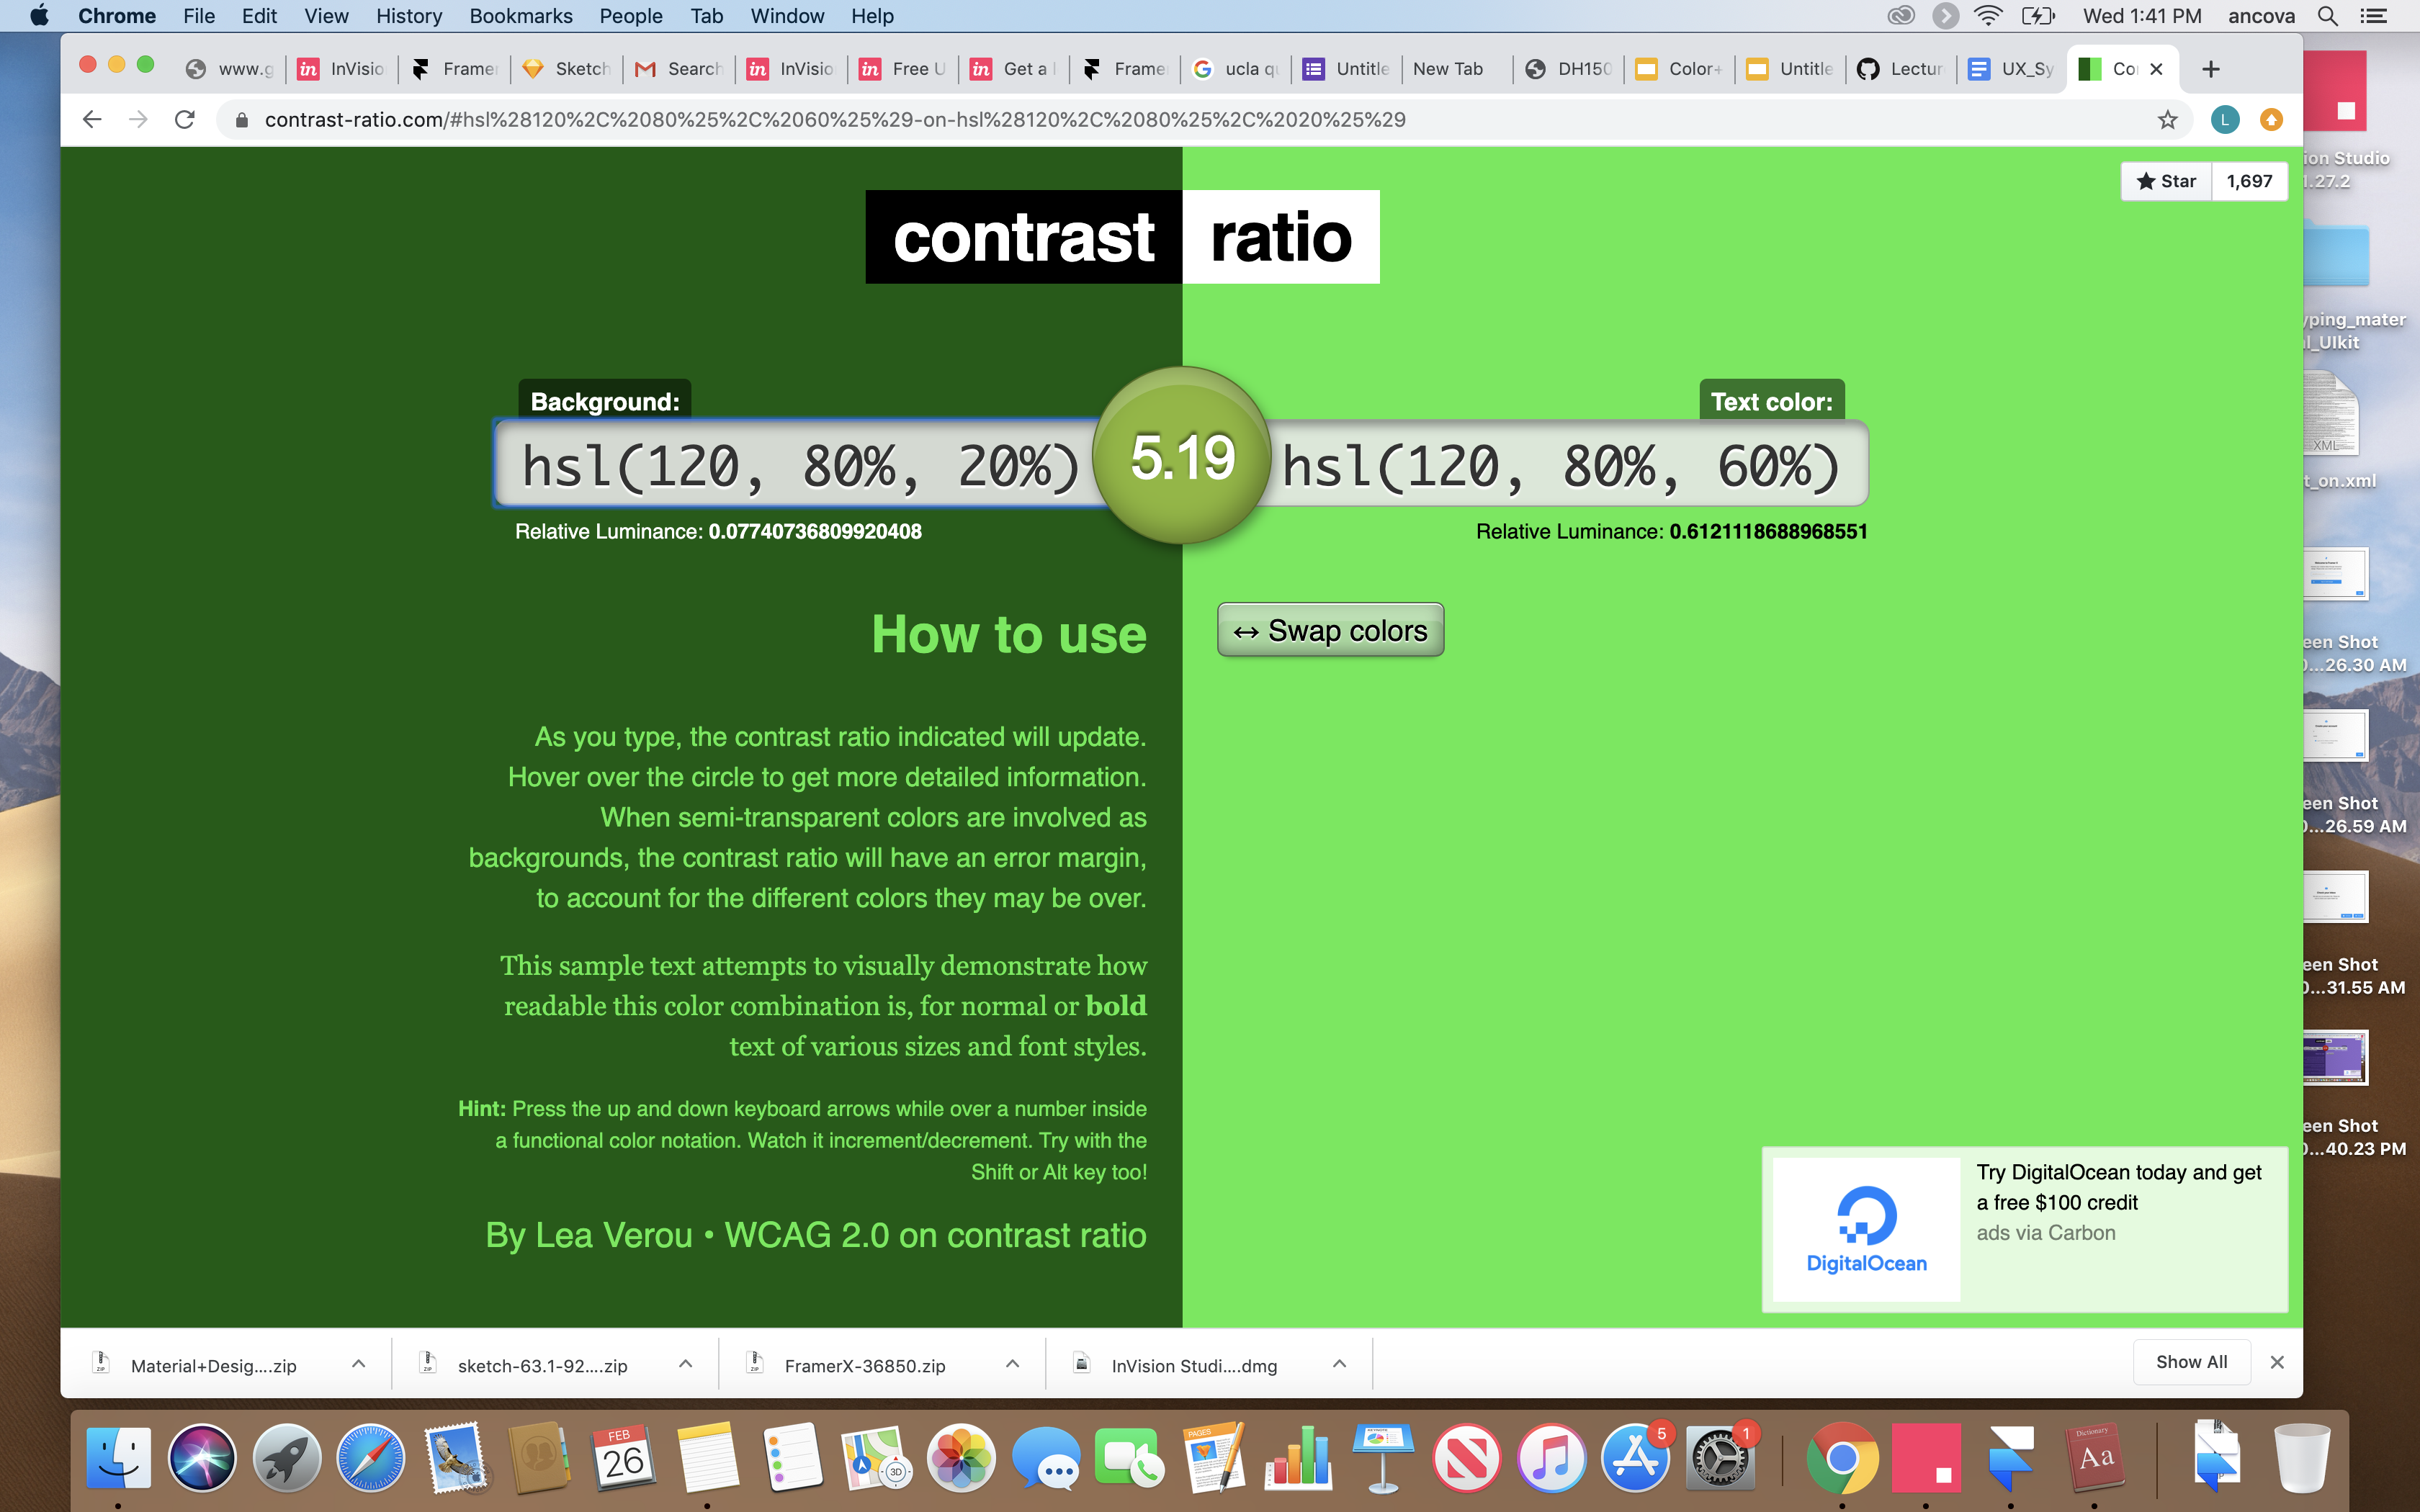 Chrome File Edit View History Bookmarks People Tab Window Help Wed 1:41 PM ancova
www.g InVisio Framer Sketch Search InVisio Free U Get a Frame ucla qu Untitle New Tab DH150 Color+ Untitle Lectur UX_Sy Co
contrast-ratio.com/#hsl%28120%2C%2080%25%2C%2060%25%29-on-hsl%28120%2C%2080%25%2C%2020%25%29
L
Star 1,697
contrast ratio
Background: Text color:
hsl(120, 80%, 20%) 5.19 hsl(120, 80%, 60%)
Relative Luminance: 0.07740736809920408 Relative Luminance: 0.6121118688968551
How to use
↔ Swap colors
As you type, the contrast ratio indicated will update.
Hover over the circle to get more detailed information.
When semi-transparent colors are involved as
backgrounds, the contrast ratio will have an error margin,
to account for the different colors they may be over.
This sample text attempts to visually demonstrate how
readable this color combination is, for normal or bold
text of various sizes and font styles.
Hint: Press the up and down keyboard arrows while over a number inside
a functional color notation. Watch it increment/decrement. Try with the
Shift or Alt key too!
By Lea Verou • WCAG 2.0 on contrast ratio
DigitalOcean
Try DigitalOcean today and get
a free $100 credit
ads via Carbon
ion Studio
1.27.2
yping_mater
l_UIkit
XML
t_on.xml
een Shot
0...26.30 AM
een Shot
0...26.59 AM
een Shot
0...31.55 AM
een Shot
0...40.23 PM
Material+Desig....zip sketch-63.1-92....zip FramerX-36850.zip InVision Studi....dmg Show All
FEB
26
3D
PAGES
5
1
Dictionary
Aa